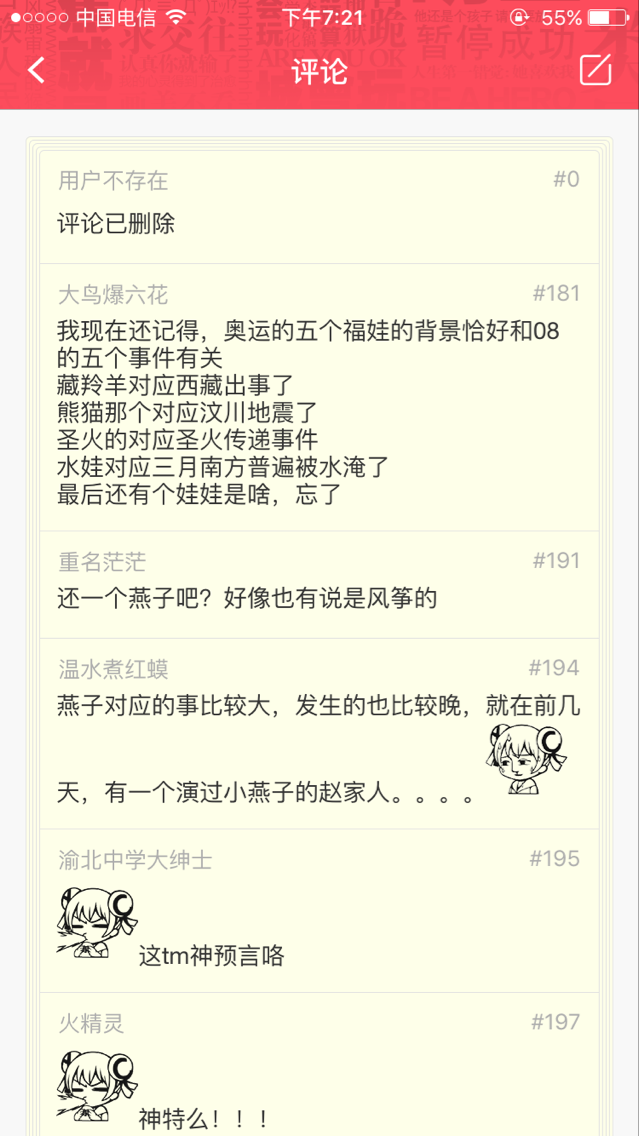 中国电信
下午7:21
55%
暂停成功
评论
用户不存在
#0
评论已删除
大鸟爆六花
#181
我现在还记得，奥运的五个福娃的背景恰好和08
的五个事件有关
藏羚羊对应西藏出事了
熊猫那个对应汶川地震了
圣火的对应圣火传递事件
水娃对应三月南方普遍被水淹了
最后还有个娃娃是啥，忘了
重名茫茫
#191
还一个燕子吧？好像也有说是风筝的
温水煮红蟆
#194
燕子对应的事比较大，发生的也比较晚，就在前几
天，有一个演过小燕子的赵家人。。。。
渝北中学大绅士
#195
这tm神预言咯
火精灵
#197
神特么！！！